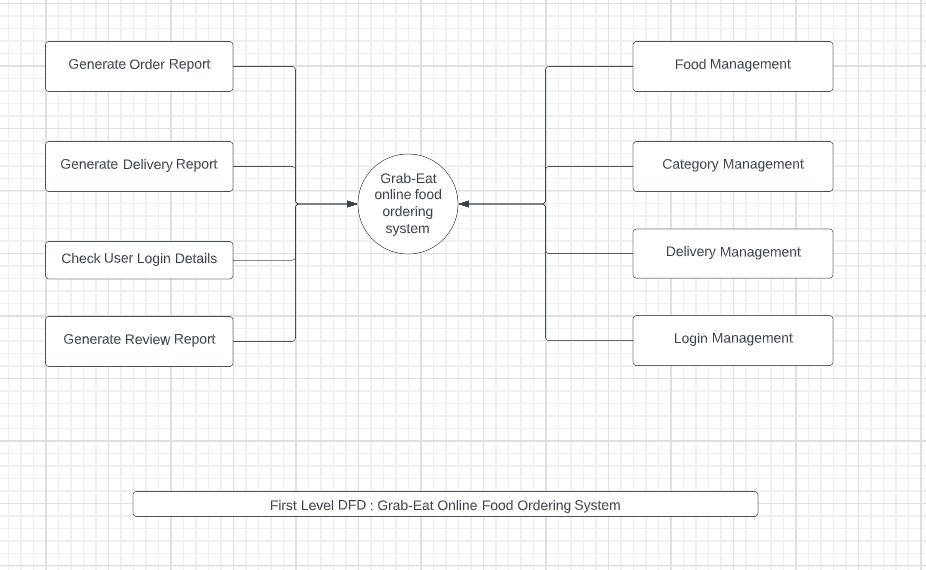 Generate Order Report
Food Management
Generate Delivery Report
Category Management
Grab-Eat
online food
ordering
system
Check User Login Details
Delivery Management
Generate Review Report
Login Management
First Level DFD : Grab-Eat Online Food Ordering System